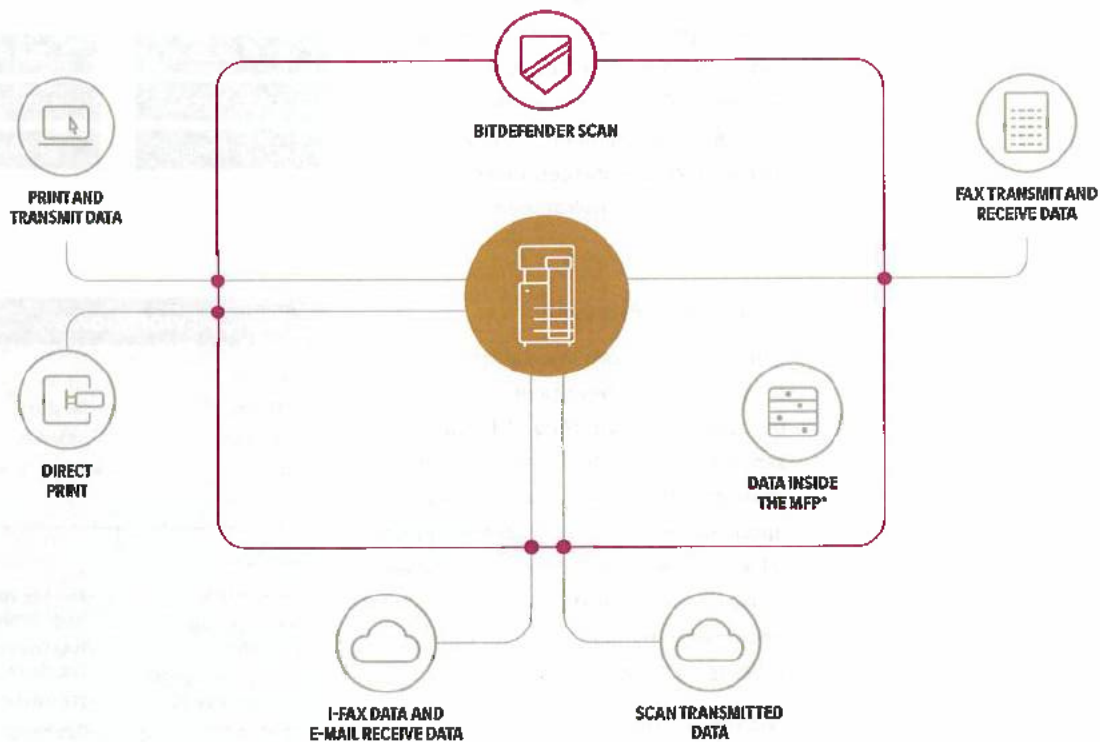 BITDEFENDER SCAN
PRINT AND
TRANSMIT DATA
FAX TRANSMIT AND
RECEIVE DATA
DIRECT
PRINT
DATA INSIDE
THE MFP*
I-FAX DATA AND
E-MAIL RECEIVE DATA
SCAN TRANSMITTED
DATA